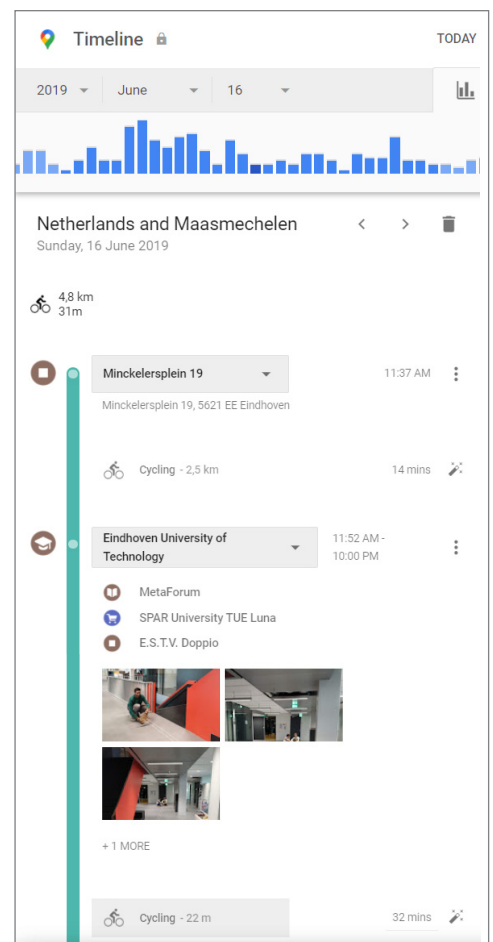 Timeline
TODAY
2019 June 16
Netherlands and Maasmechelen
Sunday, 16 June 2019
4,8 km
31m
Minckelersplein 19
11:37 AM
Minckelersplein 19, 5621 EE Eindhoven
Cycling - 2,5 km
14 mins
Eindhoven University of
Technology
11:52 AM -
10:00 PM
MetaForum
SPAR University TUE Luna
E.S.T.V. Doppio
+ 1 MORE
Cycling - 22 m
32 mins